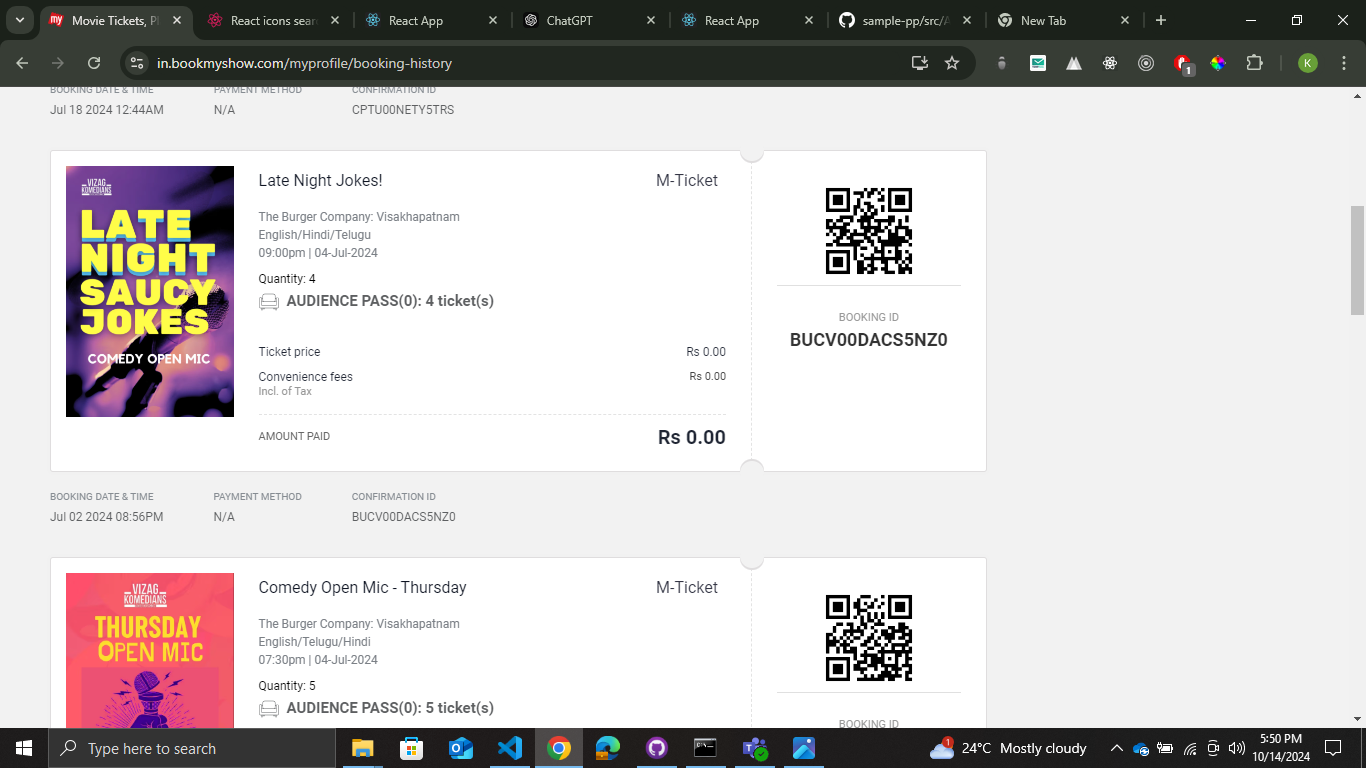 Movie Tickets, Pl
React icons sear
React App
ChatGPT
React App
sample-pp/src/A
New Tab
in.bookmyshow.com/myprofile/booking-history
1
K
BOOKING DATE & TIME
PAYMENT METHOD
CONFIRMATION ID
Jul 18 2024 12:44AM
N/A
CPTU00NETY5TRS
VIZAG
KOMEDIANS
LATE
NIGHT
SAUCY
JOKES
COMEDY OPEN MIC
Late Night Jokes!
M-Ticket
The Burger Company: Visakhapatnam
English/Hindi/Telugu
09:00pm | 04-Jul-2024
Quantity: 4
AUDIENCE PASS(0): 4 ticket(s)
Ticket price
Rs 0.00
Convenience fees
Rs 0.00
Incl. of Tax
AMOUNT PAID
Rs 0.00
BOOKING ID
BUCV00DACS5NZ0
BOOKING DATE & TIME
PAYMENT METHOD
CONFIRMATION ID
Jul 02 2024 08:56PM
N/A
BUCV00DACS5NZ0
VIZAG
KOMEDIANS
THURSDAY
OPEN MIC
Comedy Open Mic - Thursday
M-Ticket
The Burger Company: Visakhapatnam
English/Telugu/Hindi
07:30pm | 04-Jul-2024
Quantity: 5
AUDIENCE PASS(0): 5 ticket(s)
BOOKING ID
Type here to search
1
24°C Mostly cloudy
5:50 PM
10/14/2024